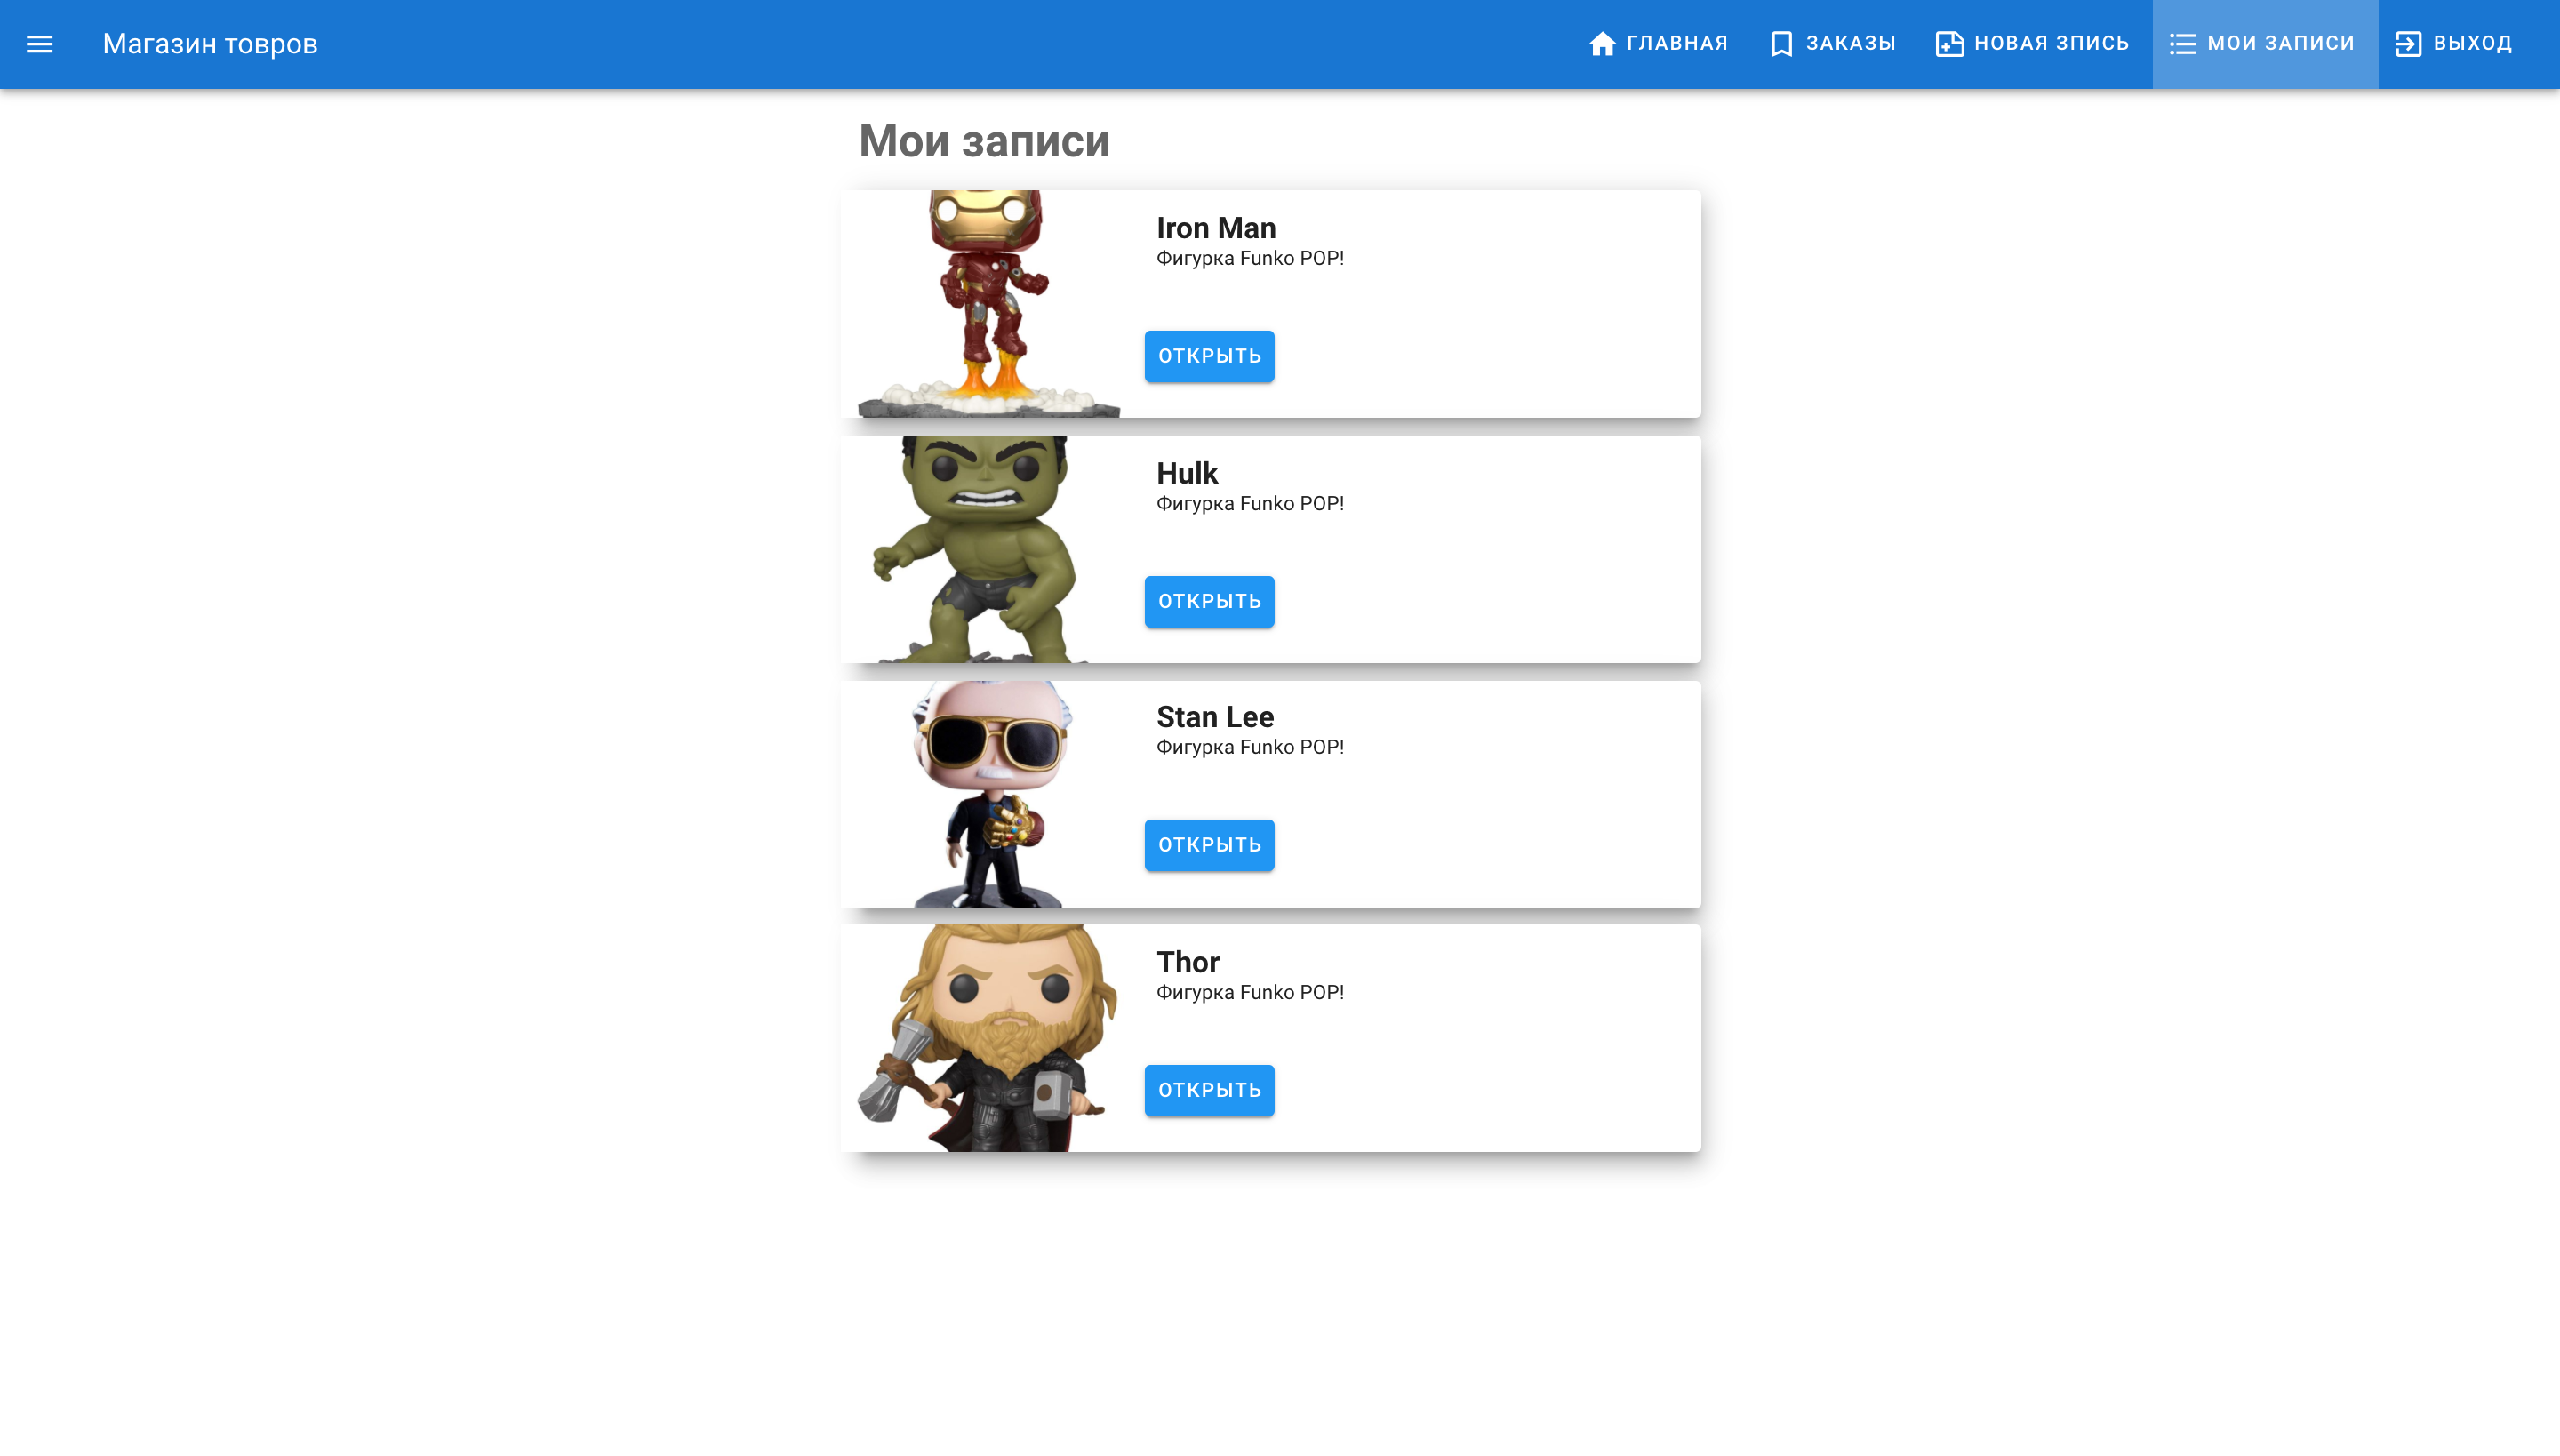 Магазин товров
ГЛАВНАЯ
ЗАКАЗЫ
НОВАЯ ЗПИСЬ
МОИ ЗАПИСИ
ВЫХОД
Мои записи
Iron Man
Фигурка Funko POP!
ОТКРЫТЬ
Hulk
Фигурка Funko POP!
ОТКРЫТЬ
Stan Lee
Фигурка Funko POP!
ОТКРЫТЬ
Thor
Фигурка Funko POP!
ОТКРЫТЬ